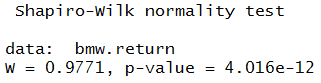 Shapiro-Wilk normality test
data:  bmw.return
W = 0.9771, p-value = 4.016e-12